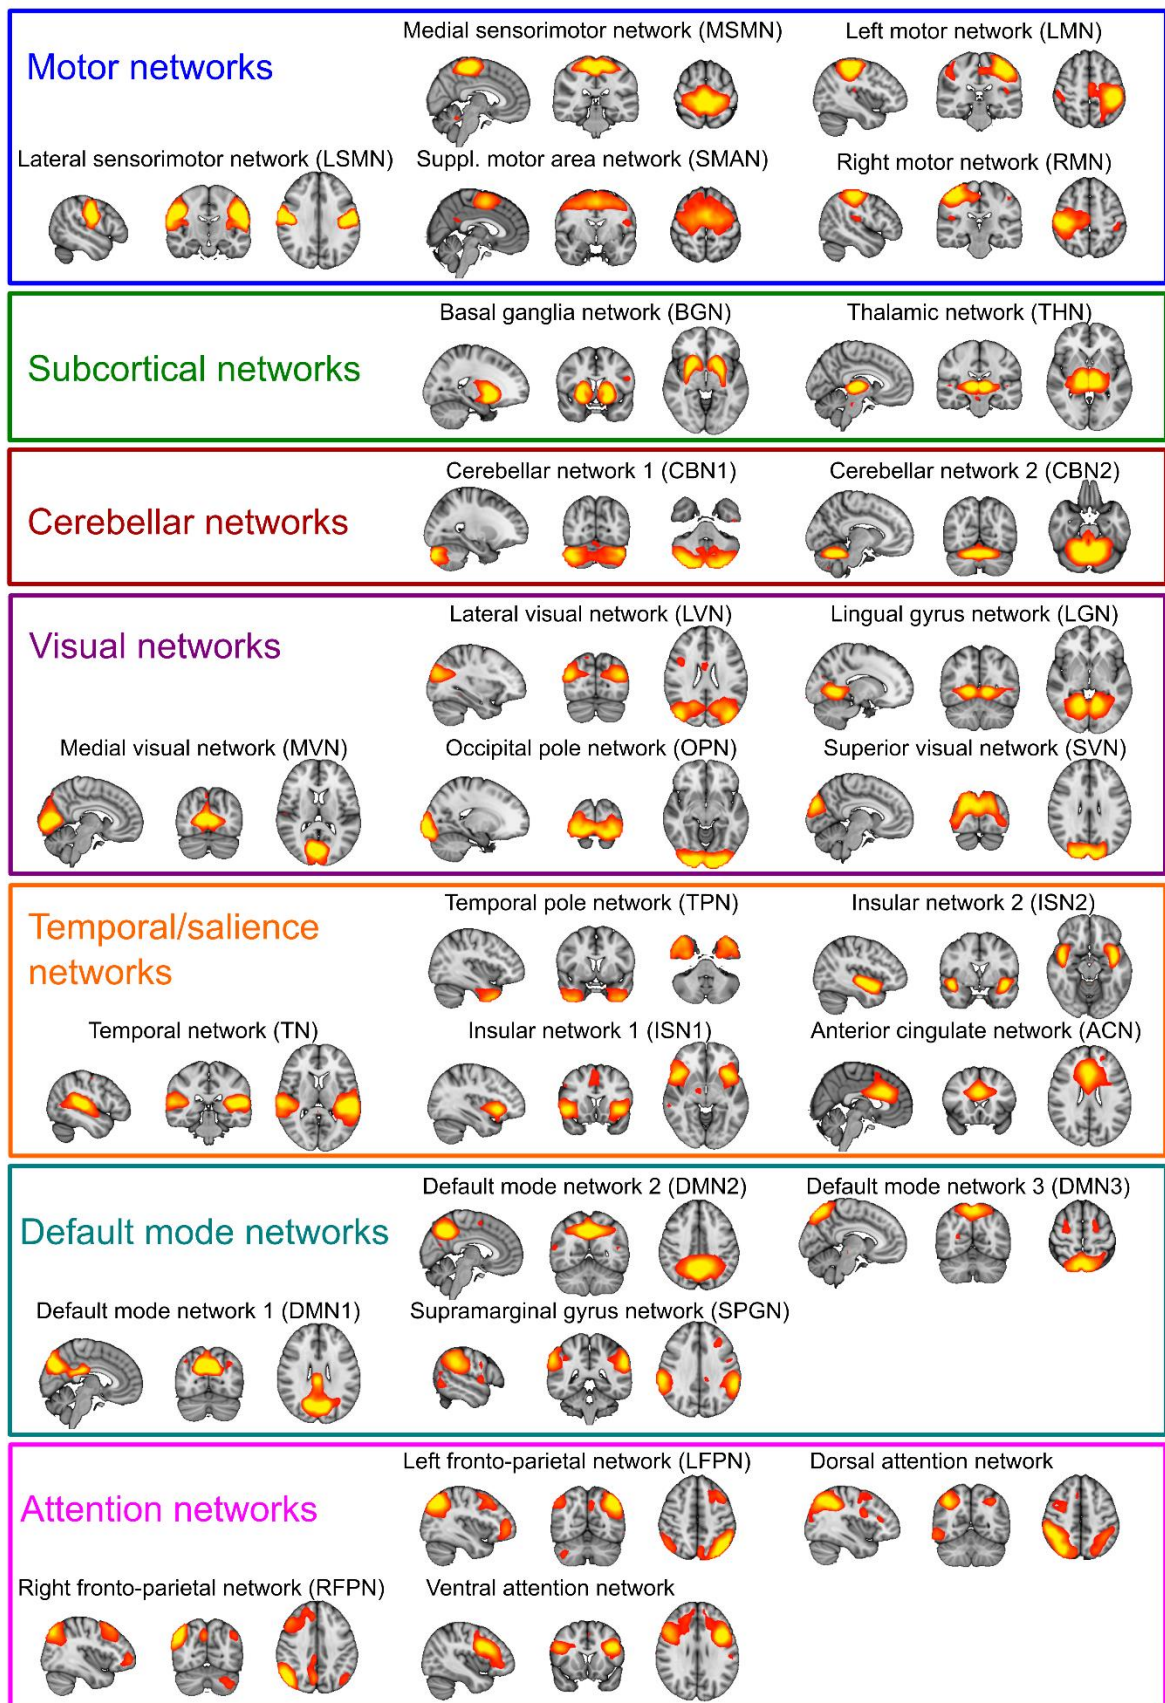 Motor networks
Medial sensorimotor network (MSMN)
Left motor network (LMN)
Lateral sensorimotor network (LSMN)
Suppl. motor area network (SMAN)
Right motor network (RMN)
Subcortical networks
Basal ganglia network (BGN)
Thalamic network (THN)
Cerebellar networks
Cerebellar network 1 (CBN1)
Cerebellar network 2 (CBN2)
Visual networks
Lateral visual network (LVN)
Lingual gyrus network (LGN)
Medial visual network (MVN)
Occipital pole network (OPN)
Superior visual network (SVN)
Temporal/salience
networks
Temporal pole network (TPN)
Insular network 2 (ISN2)
Temporal network (TN)
Insular network 1 (ISN1)
Anterior cingulate network (ACN)
Default mode networks
Default mode network 2 (DMN2)
Default mode network 3 (DMN3)
Default mode network 1 (DMN1)
Supramarginal gyrus network (SPGN)
Attention networks
Left fronto-parietal network (LFPN)
Dorsal attention network
Right fronto-parietal network (RFPN)
Ventral attention network